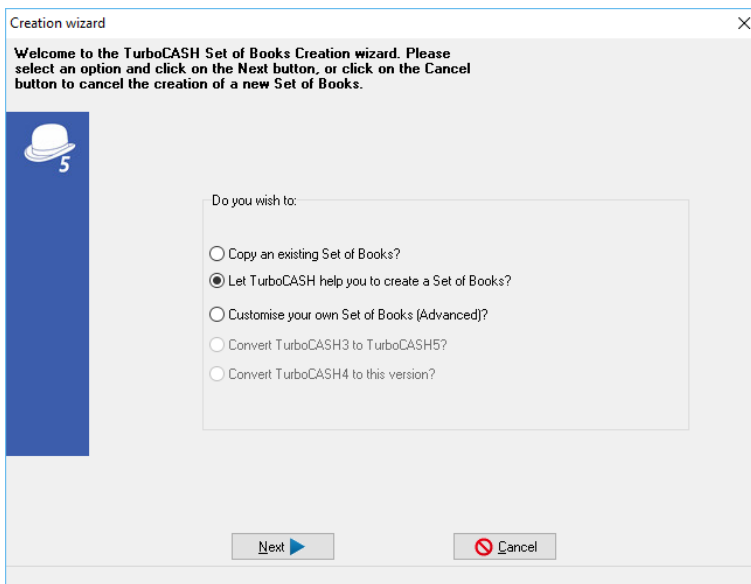 Creation wizard
Welcome to the TurboCASH Set of Books Creation wizard. Please
select an option and click on the Next button, or click on the Cancel
button to cancel the creation of a new Set of Books.
5
Do you wish to:
Copy an existing Set of Books?
Let TurboCASH help you to create a Set of Books?
Customise your own Set of Books (Advanced)?
Convert TurboCASH3 to TurboCASH5?
Convert TurboCASH4 to this version?
Next
Cancel